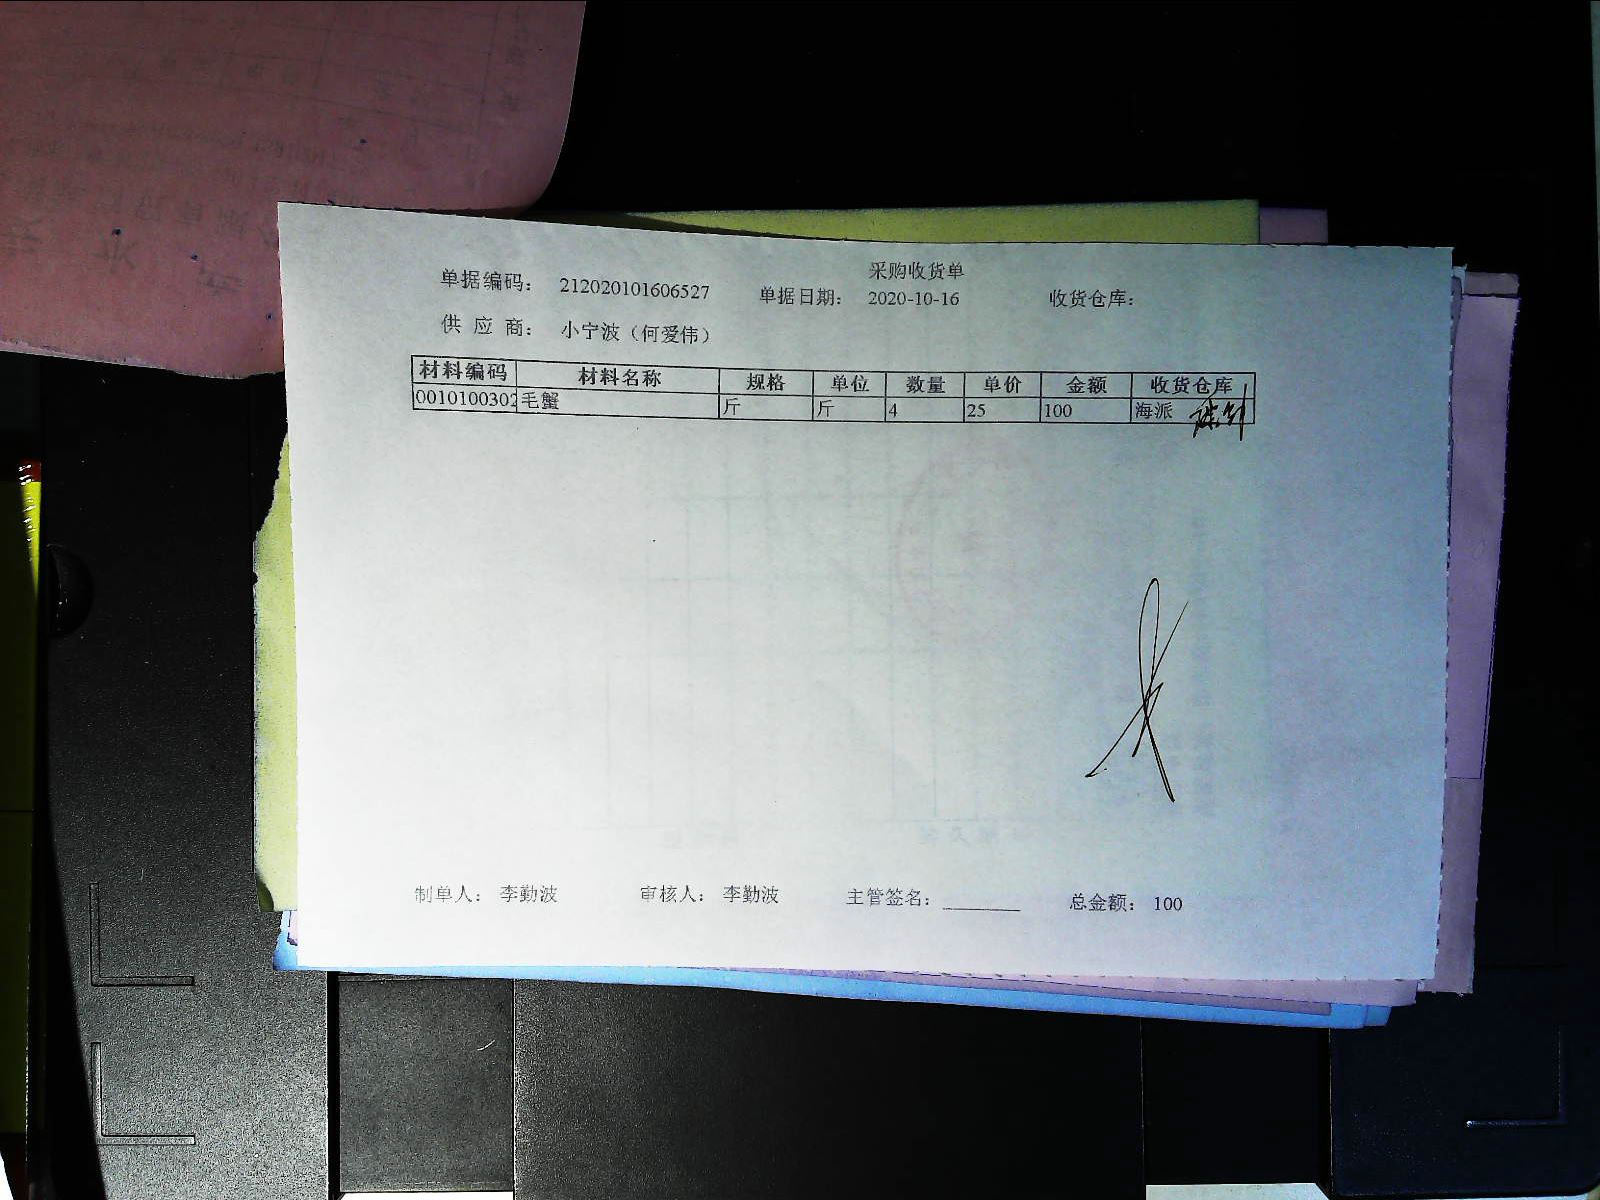 采购收货单
单据编码： 212020101606527 单据日期： 2020-10-16 收货仓库：
供 应 商： 小宁波（何爱伟）
材料编码 材料名称 规格 单位 数量 单价 金额 收货仓库
0010100302 毛蟹 斤 斤 4 25 100 海派
制单人： 李勤波 审核人： 李勤波 主管签名：________ 总金额： 100